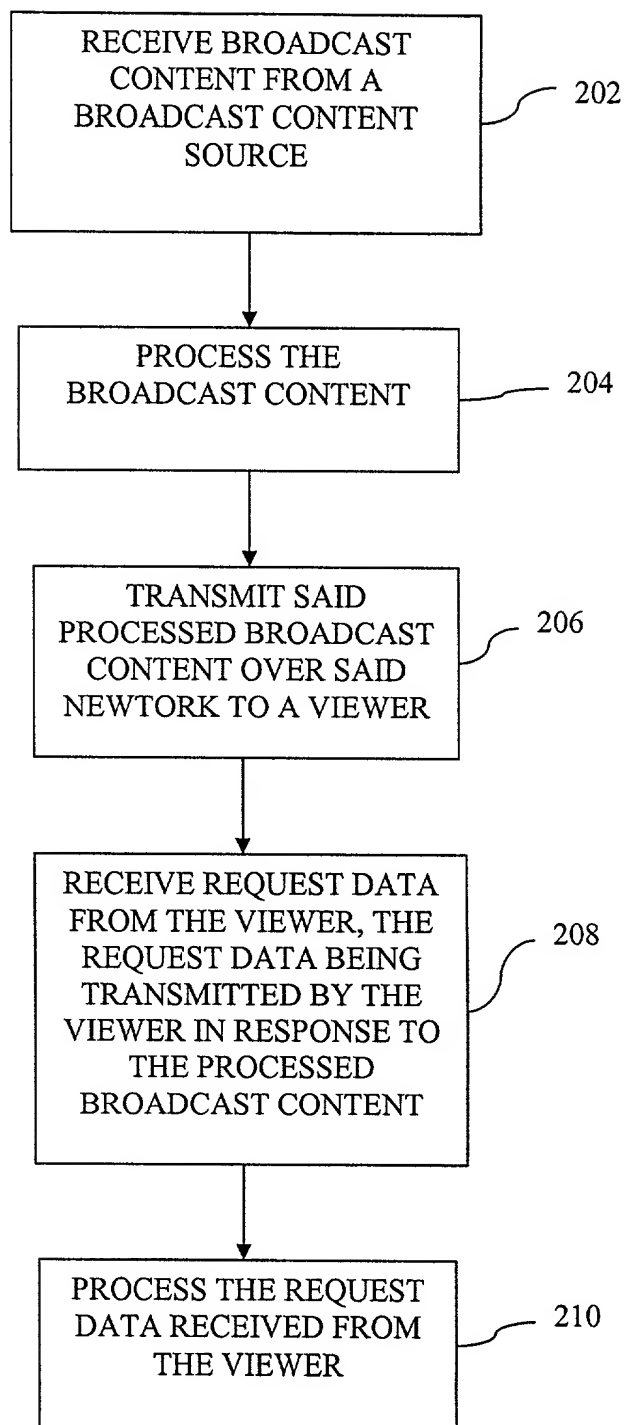 RECEIVE BROADCAST
CONTENT FROM A
BROADCAST CONTENT
SOURCE
202
PROCESS THE
BROADCAST CONTENT
204
TRANSMIT SAID
PROCESSED BROADCAST
CONTENT OVER SAID
NEWTORK TO A VIEWER
206
RECEIVE REQUEST DATA
FROM THE VIEWER, THE
REQUEST DATA BEING
TRANSMITTED BY THE
VIEWER IN RESPONSE TO
THE PROCESSED
BROADCAST CONTENT
208
PROCESS THE REQUEST
DATA RECEIVED FROM
THE VIEWER
210